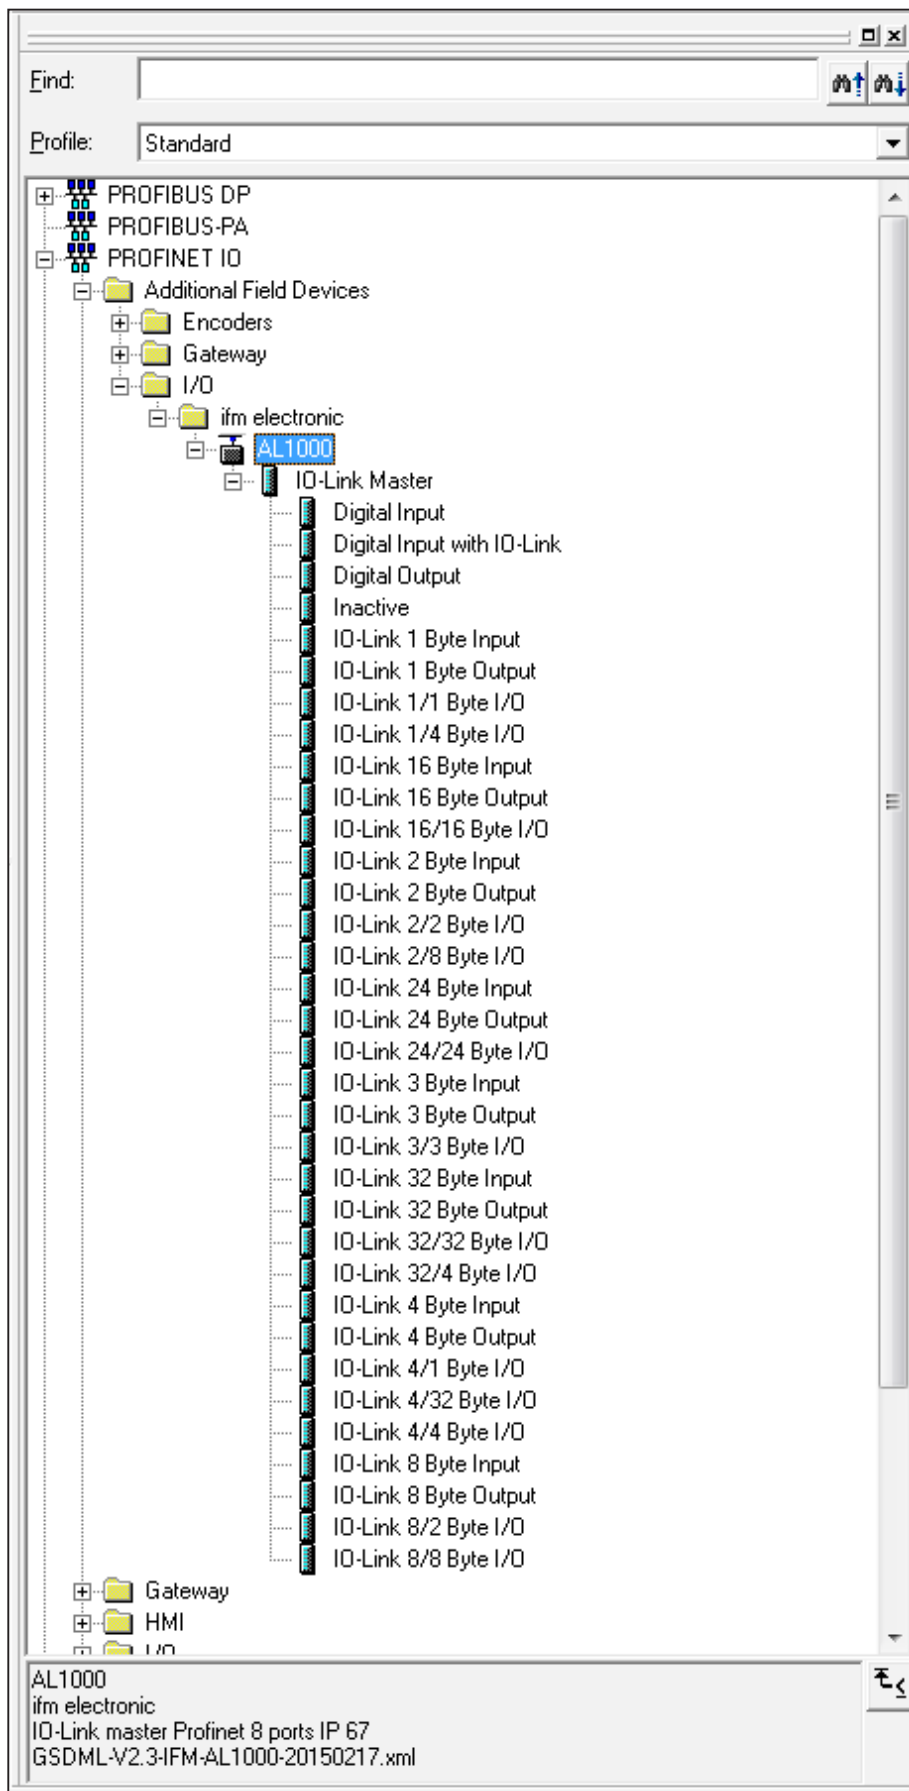 Find:
Profile: Standard
PROFIBUS DP
PROFIBUS-PA
PROFINET IO
Additional Field Devices
Encoders
Gateway
I/O
ifm electronic
AL1000
IO-Link Master
Digital Input
Digital Input with IO-Link
Digital Output
Inactive
IO-Link 1 Byte Input
IO-Link 1 Byte Output
IO-Link 1/1 Byte I/O
IO-Link 1/4 Byte I/O
IO-Link 16 Byte Input
IO-Link 16 Byte Output
IO-Link 16/16 Byte I/O
IO-Link 2 Byte Input
IO-Link 2 Byte Output
IO-Link 2/2 Byte I/O
IO-Link 2/8 Byte I/O
IO-Link 24 Byte Input
IO-Link 24 Byte Output
IO-Link 24/24 Byte I/O
IO-Link 3 Byte Input
IO-Link 3 Byte Output
IO-Link 3/3 Byte I/O
IO-Link 32 Byte Input
IO-Link 32 Byte Output
IO-Link 32/32 Byte I/O
IO-Link 32/4 Byte I/O
IO-Link 4 Byte Input
IO-Link 4 Byte Output
IO-Link 4/1 Byte I/O
IO-Link 4/32 Byte I/O
IO-Link 4/4 Byte I/O
IO-Link 8 Byte Input
IO-Link 8 Byte Output
IO-Link 8/2 Byte I/O
IO-Link 8/8 Byte I/O
Gateway
HMI
I/O
AL1000
ifm electronic
IO-Link master Profinet 8 ports IP 67
GSDML-V2.3-IFM-AL1000-20150217.xml